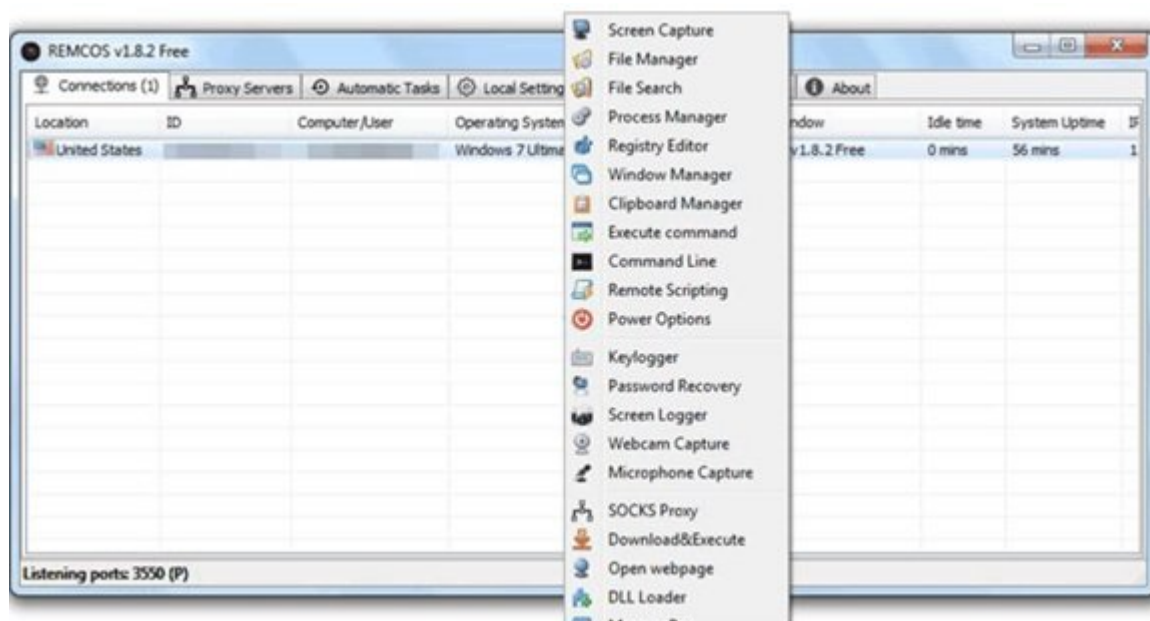 REMCOS v1.8.2 Free
Connections (1) Proxy Servers Automatic Tasks Local Setting About
Location ID Computer/User Operating System ndow Idle time System Uptime
United States Windows 7 Ultima v1.8.2 Free 0 mins 56 mins 1
Screen Capture
File Manager
File Search
Process Manager
Registry Editor
Window Manager
Clipboard Manager
Execute command
Command Line
Remote Scripting
Power Options
Keylogger
Password Recovery
Screen Logger
Webcam Capture
Microphone Capture
SOCKS Proxy
Download&Execute
Open webpage
DLL Loader
Listening ports: 3550 (P)